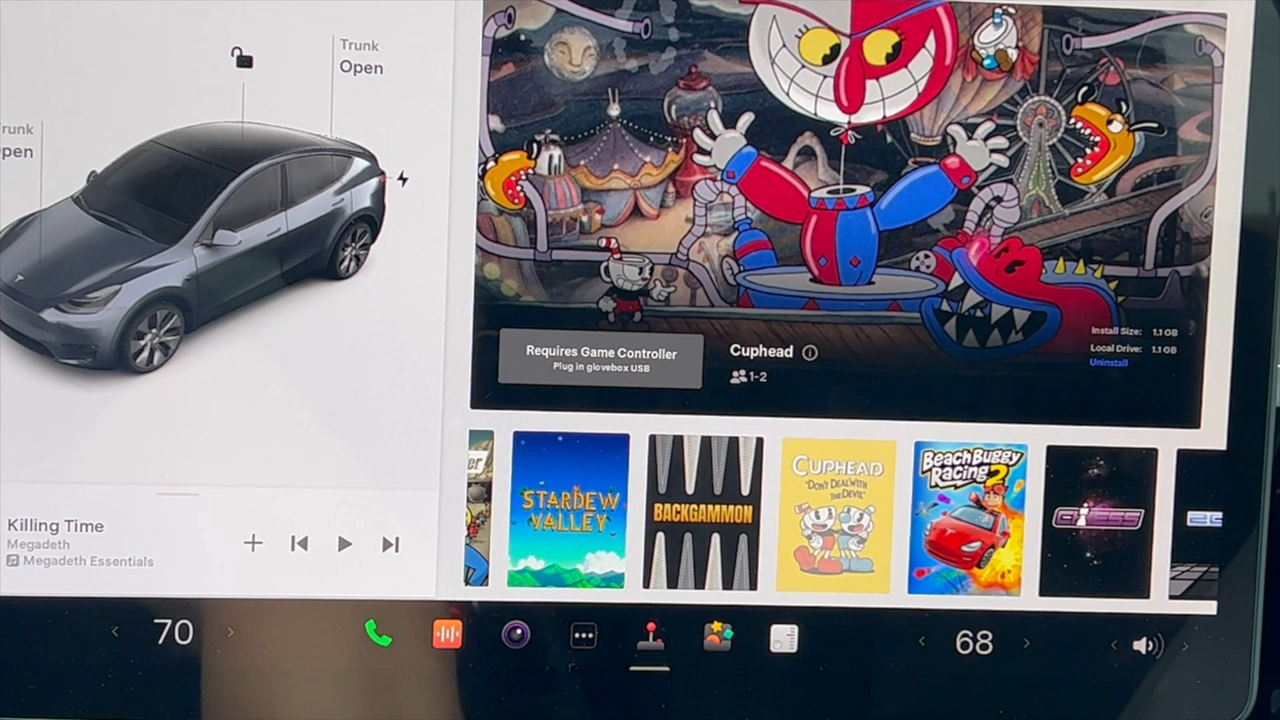 Trunk
Open
runk
pen
Requires Game Controller
Plug in glovebox USB
Cuphead
1-2
Install Size: 1.1 GB
Local Drive: 1.1 GB
Uninstall
er
STARDEW
VALLEY
BACKGAMMON
CUPHEAD
"DON'T DEAL WITH
THE DEVIL"
Beach Buggy
Racing 2
CHESS
Killing Time
Megadeth
Megadeth Essentials
70
68